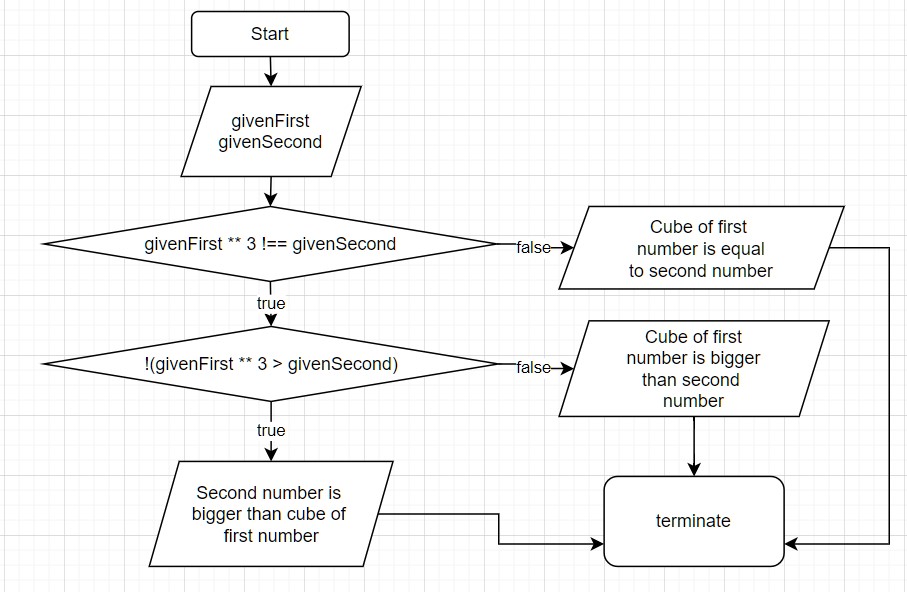 Start
givenFirst
givenSecond
givenFirst ** 3 !== givenSecond
false
Cube of first
number is equal
to second number
true
!(givenFirst ** 3 > givenSecond)
false
Cube of first
number is bigger
than second
number
true
Second number is
bigger than cube of
first number
terminate